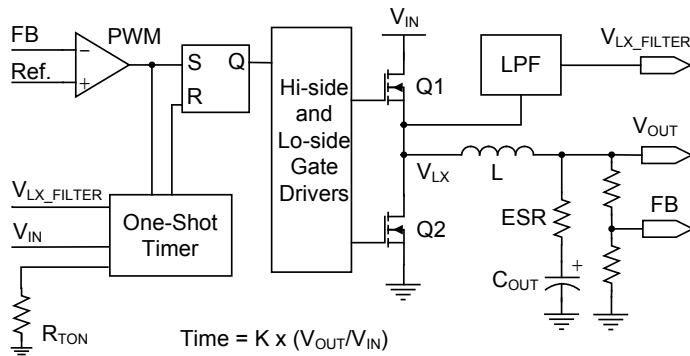 FB
PWM
Ref.
−
+
S
Q
R
Hi-side
and
Lo-side
Gate
Drivers
V_IN
Q1
LPF
V_LX_FILTER
V_OUT
V_LX
L
V_LX_FILTER
V_IN
One-Shot
Timer
Q2
ESR
FB
C_OUT
+
R_TON
Time = K x (V_OUT/V_IN)